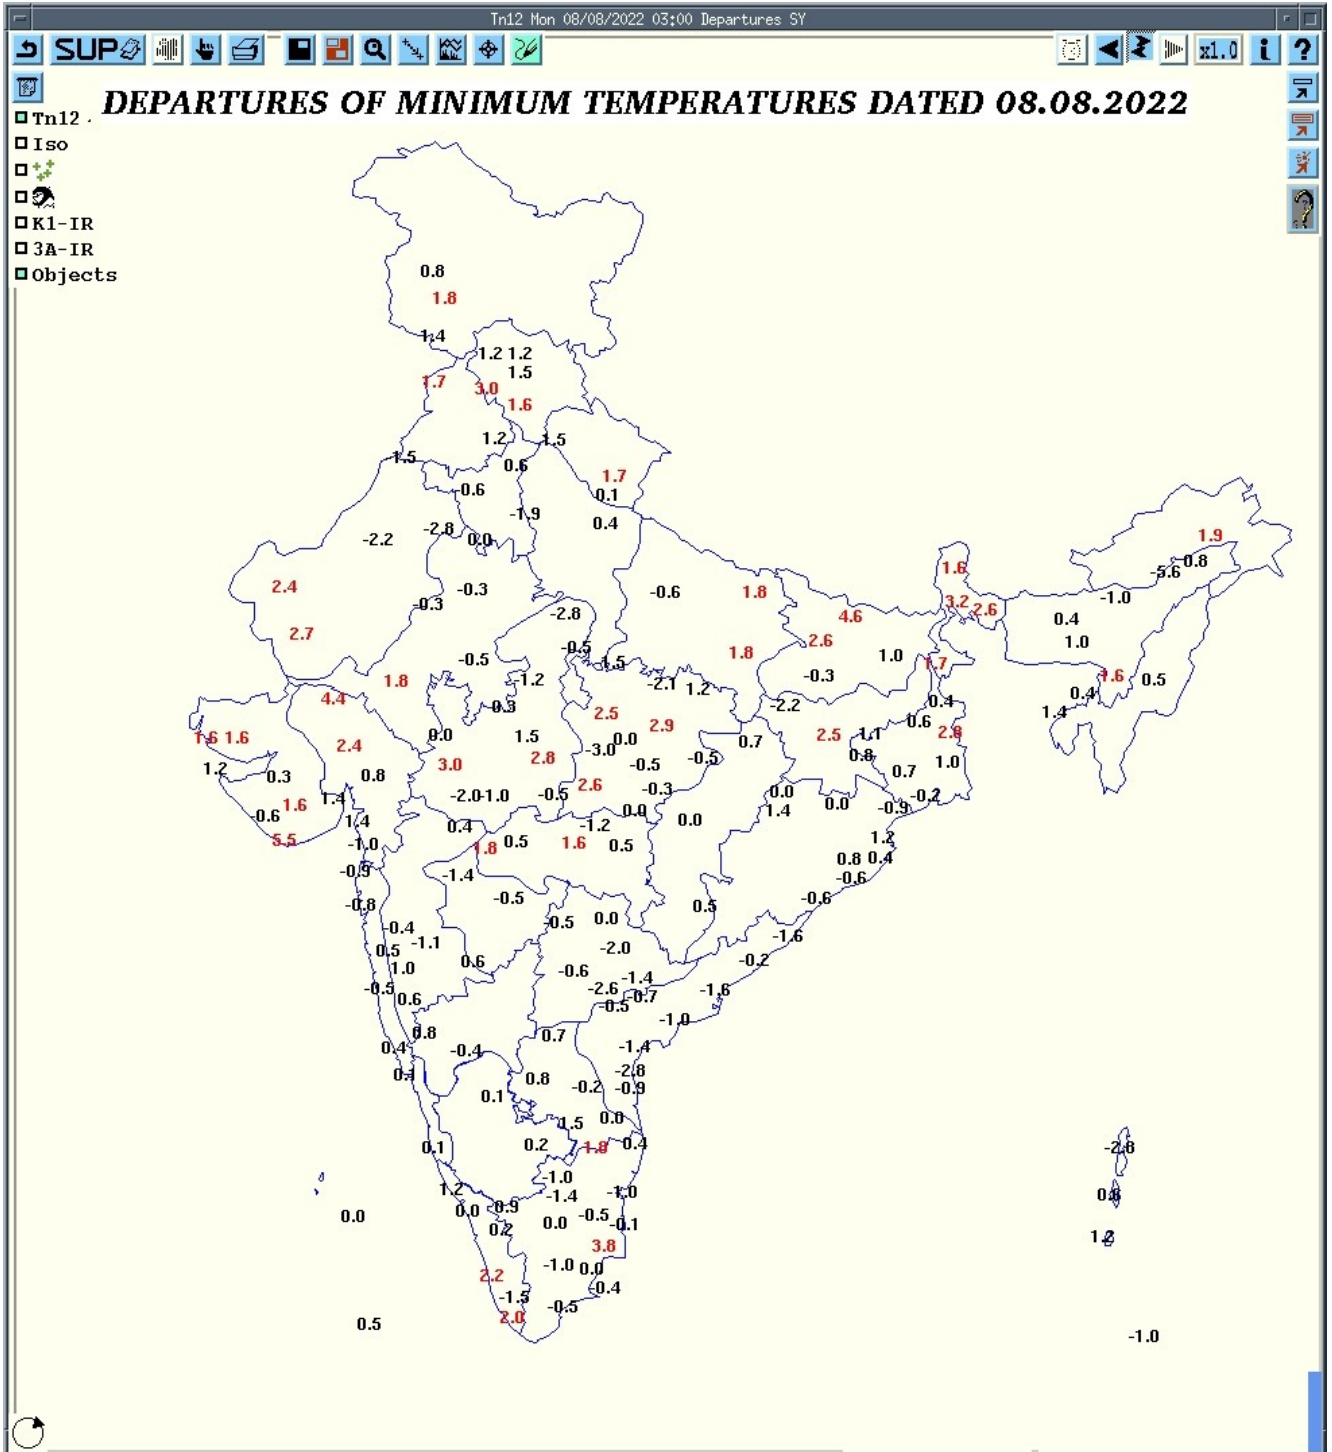 Tn12 Mon 08/08/2022 03:00 Departures SY
SUP x1.0 i ?
DEPARTURES OF MINIMUM TEMPERATURES DATED 08.08.2022
Tn12
Iso
K1-IR
3A-IR
Objects
0.8
1.8
1.4
1.2 1.2
1.5
1.7 3.0
1.6
1.2 1.5
-1.5 0.6
1.7
-0.6 0.1
-1.9 0.4
-2.2 -2.8 0.0
1.9
0.8
1.6 -5.6
2.4 -0.3 -0.6 1.8 -1.0
-0.3 3.2 2.6
-2.8 4.6 0.4
2.7 2.6 1.0
-0.5 1.8 1.0
-0.5 1.5 1.7
1.8 -1.2 -2.1 1.2 -0.3 1.6 0.5
4.4 0.3 -2.2 0.4 0.4
2.5 2.9 0.6 1.4
1.6 1.6 2.4 0.0 1.5 0.0 0.7 2.5 1.1
-3.0
3.0 2.8 -0.5 -0.5 0.8 1.0
1.2 0.3 0.8 0.7
2.6 -0.3 0.0
1.6 1.4 -2.0 -1.0 -0.5 0.0 -0.9 -0.2
-0.6 1.4 0.0 0.0 1.4
0.4 -1.2
5.5 -1.0 1.8 0.5 1.6 0.5 1.2
-0.9 -1.4 0.8 0.4
-0.6
-0.8 -0.5 0.5 -0.6
-0.4 -0.5 0.0
-1.1 -2.0 -1.6
0.5 0.6 -0.2
1.0 -0.6 -1.4
-0.5 0.6 -2.6 -0.7 -1.6
-0.5
0.8 0.7 -1.0
0.4 -0.4 -1.4
0.1 0.8 -2.8
0.1 -0.2 -0.9
1.5 0.0
0.1 0.2 1.8 0.4 -2.8
-1.0
1.2 -1.4 -1.0
0.0 0.0 -0.9 -0.5
0.2 0.0 -0.1
3.8
2.2 -1.0 0.0
-1.5 -0.4
2.0 -0.5
0.5 -1.0